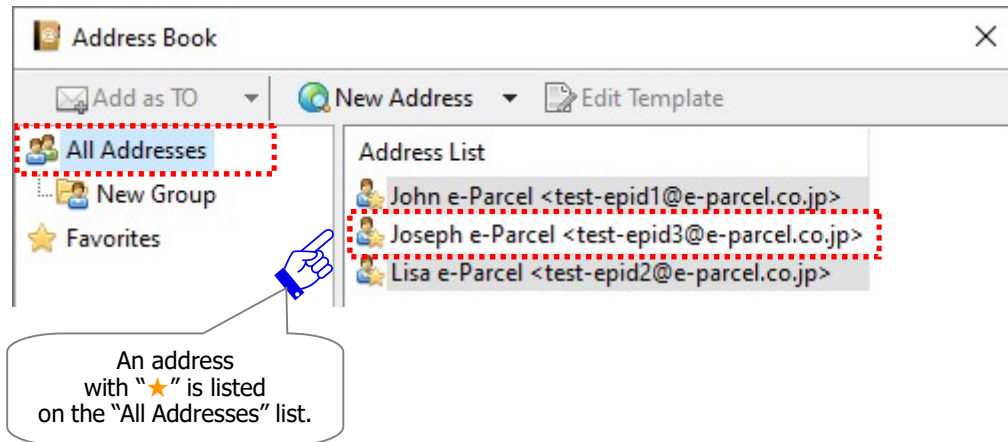 Address Book
Add as TO
New Address
Edit Template
All Addresses
New Group
Favorites
Address List
John e-Parcel <test-epid1@e-parcel.co.jp>
Joseph e-Parcel <test-epid3@e-parcel.co.jp>
Lisa e-Parcel <test-epid2@e-parcel.co.jp>
An address
with “★” is listed
on the “All Addresses” list.